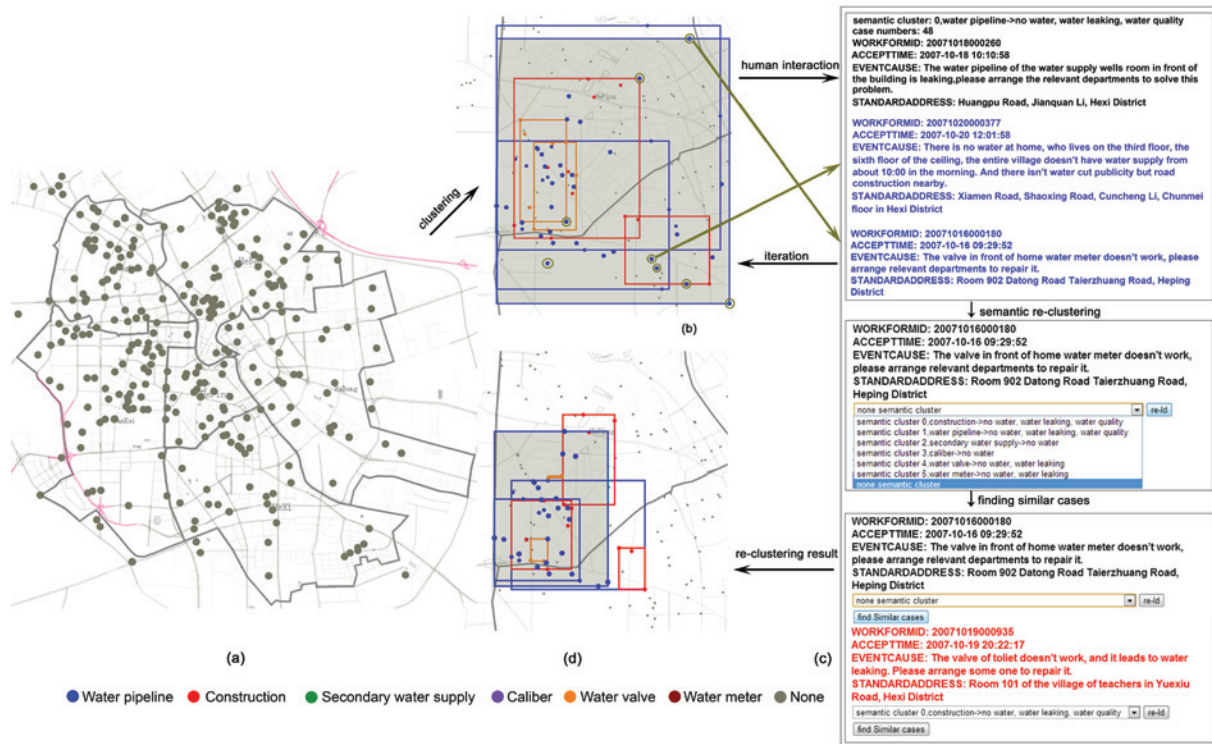 clustering
human interaction
iteration
(b)
semantic cluster: 0,water pipeline->no water, water leaking, water quality
case numbers: 48
WORKFORMID: 20071018000260
ACCEPTTIME: 2007-10-18 10:10:58
EVENTCAUSE: The water pipeline of the water supply wells room in front of
the building is leaking,please arrange the relevant departments to solve this
problem.
STANDARDADDRESS: Huangpu Road, Jianquan Li, Hexi District
WORKFORMID: 20071020000377
ACCEPTTIME: 2007-10-20 12:01:58
EVENTCAUSE: There is no water at home, who lives on the third floor, the
sixth floor of the ceiling, the entire village doesn't have water supply from
about 10:00 in the morning. And there isn't water cut publicity but road
construction nearby.
STANDARDADDRESS: Xiamen Road, Shaoxing Road, Cuncheng Li, Chunmei
floor in Hexi District
WORKFORMID: 20071016000180
ACCEPTTIME: 2007-10-16 09:29:52
EVENTCAUSE: The valve in front of home water meter doesn't work, please
arrange relevant departments to repair it.
STANDARDADDRESS: Room 902 Datong Road Taierzhuang Road, Heping
District
semantic re-clustering
WORKFORMID: 20071016000180
ACCEPTTIME: 2007-10-16 09:29:52
EVENTCAUSE: The valve in front of home water meter doesn't work,
please arrange relevant departments to repair it.
STANDARDADDRESS: Room 902 Datong Road Taierzhuang Road,
Heping District
none semantic cluster re-Id
semantic cluster 0,construction->no water, water leaking, water quality
semantic cluster 1,water pipeline->no water, water leaking, water quality
semantic cluster 2,secondary water supply->no water
semantic cluster 3,caliber->no water
semantic cluster 4,water valve->no water, water leaking
semantic cluster 5,water meter->no water, water leaking
none semantic cluster
finding similar cases
WORKFORMID: 20071016000180
ACCEPTTIME: 2007-10-16 09:29:52
EVENTCAUSE: The valve in front of home water meter doesn't work,
please arrange relevant departments to repair it.
STANDARDADDRESS: Room 902 Datong Road Taierzhuang Road,
Heping District
none semantic cluster re-Id
find Similar cases
WORKFORMID: 20071019000935
ACCEPTTIME: 2007-10-19 20:22:17
EVENTCAUSE: The valve of toliet doesn't work, and it leads to water
leaking. Please arrange some one to repair it.
STANDARDADDRESS: Room 101 of the village of teachers in Yuexiu
Road, Hexi District
semantic cluster 0,construction->no water, water leaking, water quality re-Id
find Similar cases
re-clustering result
(a)
(d)
(c)
Water pipeline
Construction
Secondary water supply
Caliber
Water valve
Water meter
None